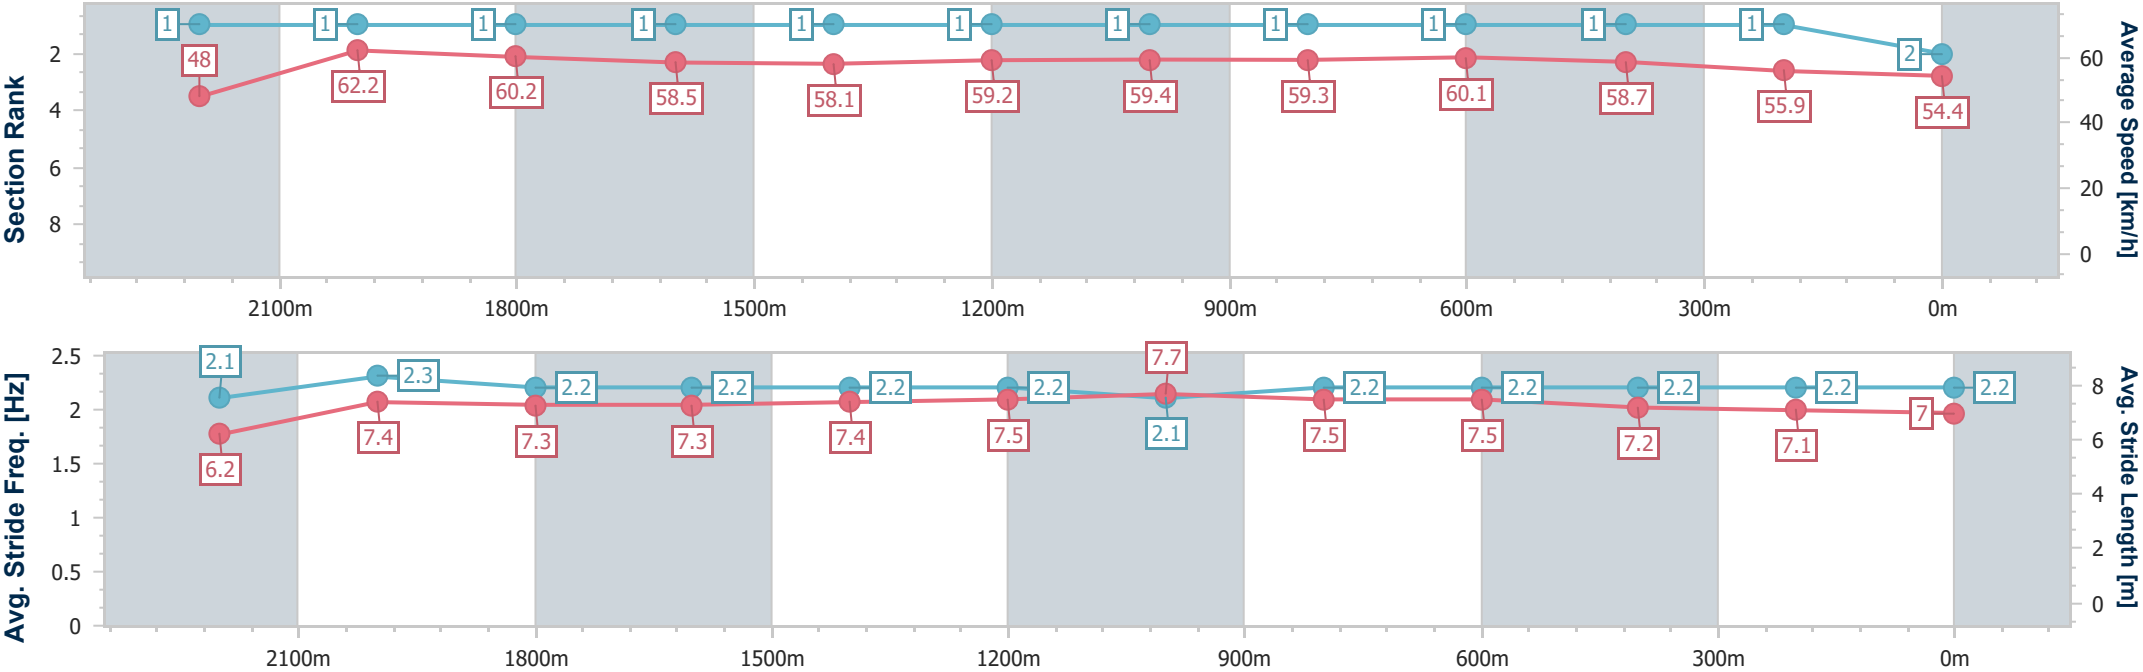 1 1 1 1 1 1 1 1 1 1 1 2
48 62.2 60.2 58.5 58.1 59.2 59.4 59.3 60.1 58.7 55.9 54.4
Section Rank
2
4
6
8
Average Speed [km/h]
60
40
20
0
2100m 1800m 1500m 1200m 900m 600m 300m 0m
2.1 2.3 2.2 2.2 2.2 2.2 2.1 2.2 2.2 2.2 2.2 2.2
6.2 7.4 7.3 7.3 7.4 7.5 7.7 7.5 7.5 7.2 7.1 7
Avg. Stride Freq. [Hz]
2.5
2
1.5
1
0.5
0
Avg. Stride Length [m]
8
6
4
2
0
2100m 1800m 1500m 1200m 900m 600m 300m 0m